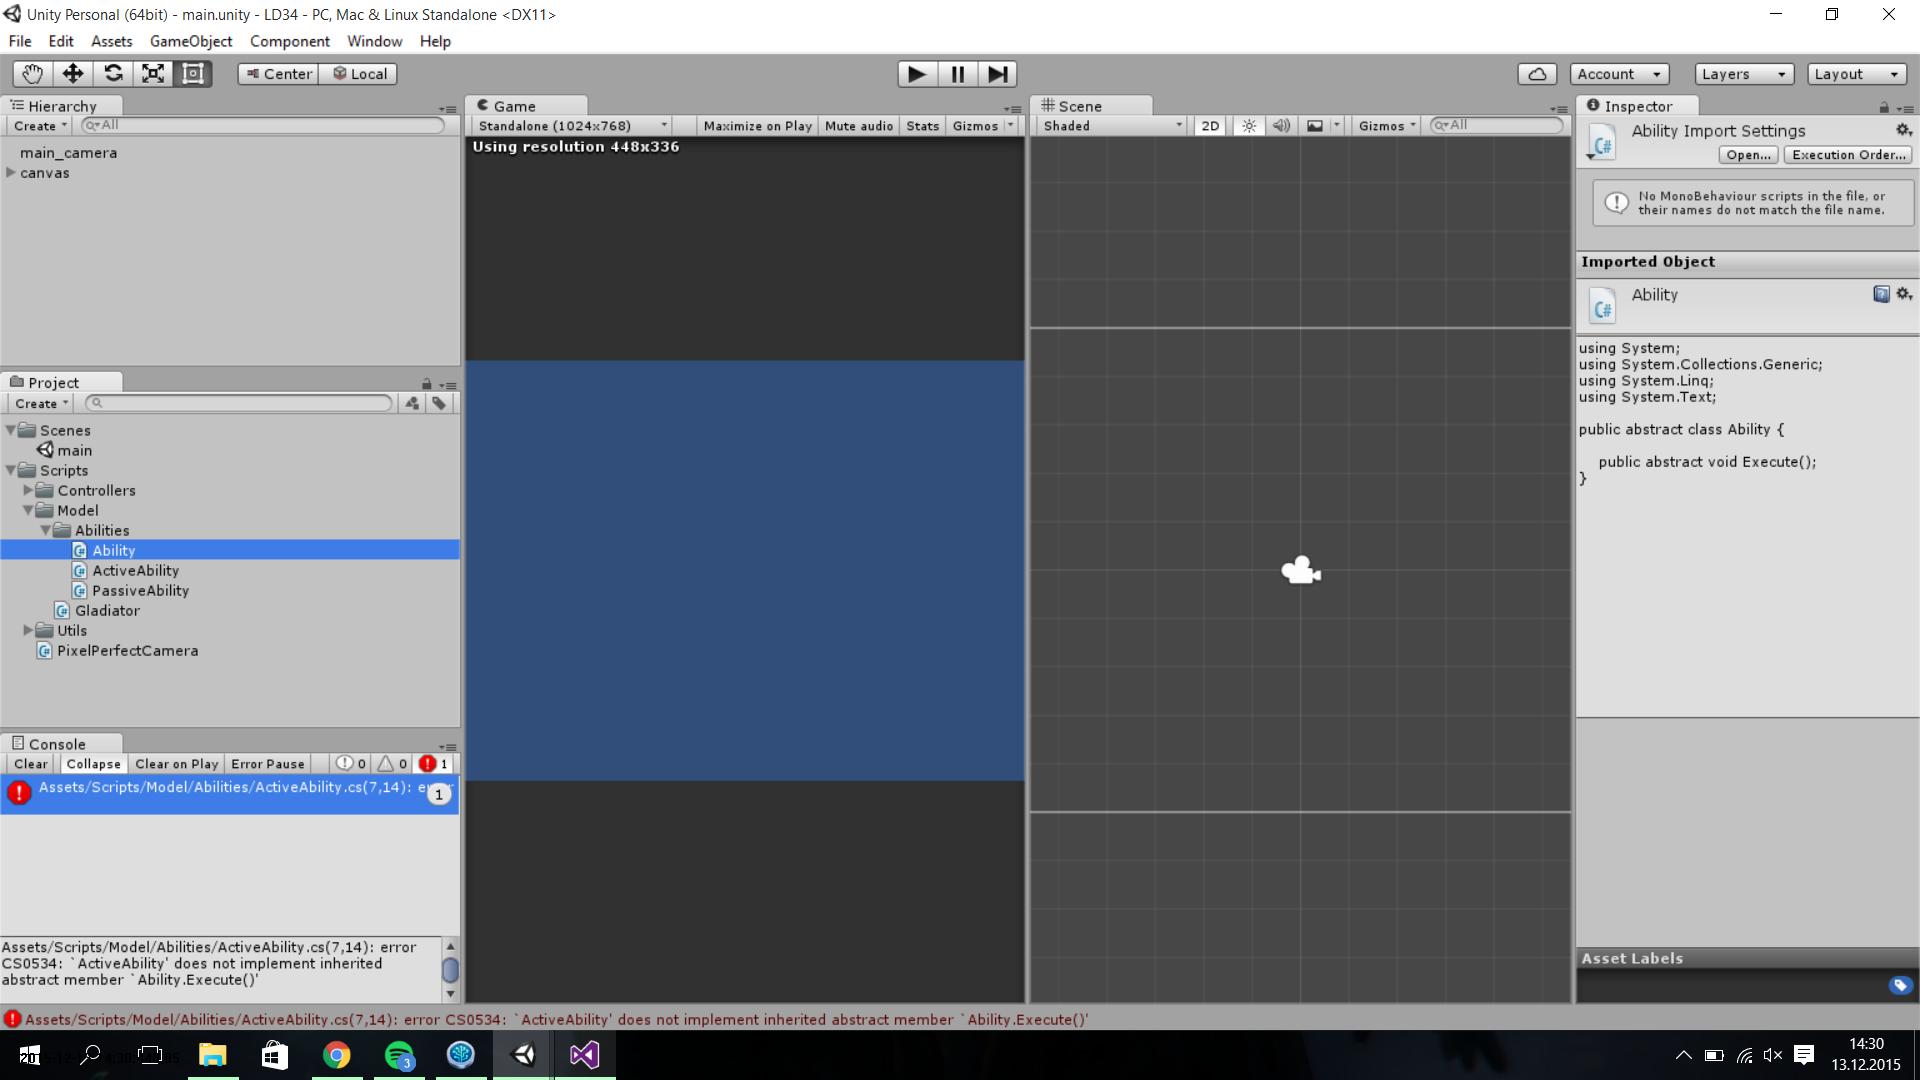 Unity Personal (64bit) - main.unity - LD34 - PC, Mac & Linux Standalone <DX11>
File Edit Assets GameObject Component Window Help
Center Local
Account Layers Layout
Hierarchy
Create All
main_camera
canvas
Project
Create
Scenes
main
Scripts
Controllers
Model
Abilities
Ability
ActiveAbility
PassiveAbility
Gladiator
Utils
PixelPerfectCamera
Console
Clear Collapse Clear on Play Error Pause 0 0 1
Assets/Scripts/Model/Abilities/ActiveAbility.cs(7,14): 1
Assets/Scripts/Model/Abilities/ActiveAbility.cs(7,14): error
CS0534: `ActiveAbility' does not implement inherited
abstract member `Ability.Execute()'
Game
Standalone (1024x768) Maximize on Play Mute audio Stats Gizmos
Using resolution 448x336
Scene
Shaded 2D Gizmos All
Inspector
Ability Import Settings
Open... Execution Order...
No MonoBehaviour scripts in the file, or
their names do not match the file name.
Imported Object
Ability
using System;
using System.Collections.Generic;
using System.Linq;
using System.Text;
public abstract class Ability {
public abstract void Execute();
}
Asset Labels
Assets/Scripts/Model/Abilities/ActiveAbility.cs(7,14): error CS0534: `ActiveAbility' does not implement inherited abstract member `Ability.Execute()'
3
14:30
13.12.2015